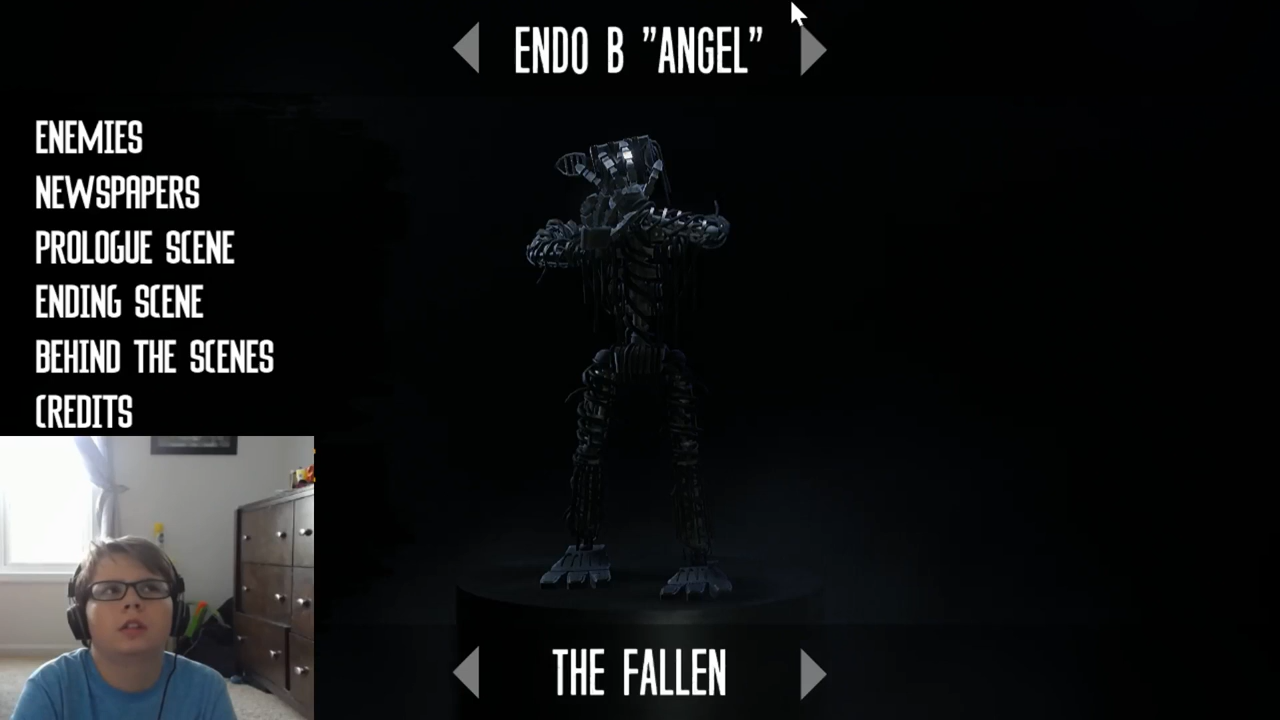 ENDO B "ANGEL"
ENEMIES
NEWSPAPERS
PROLOGUE SCENE
ENDING SCENE
BEHIND THE SCENES
CREDITS
THE FALLEN